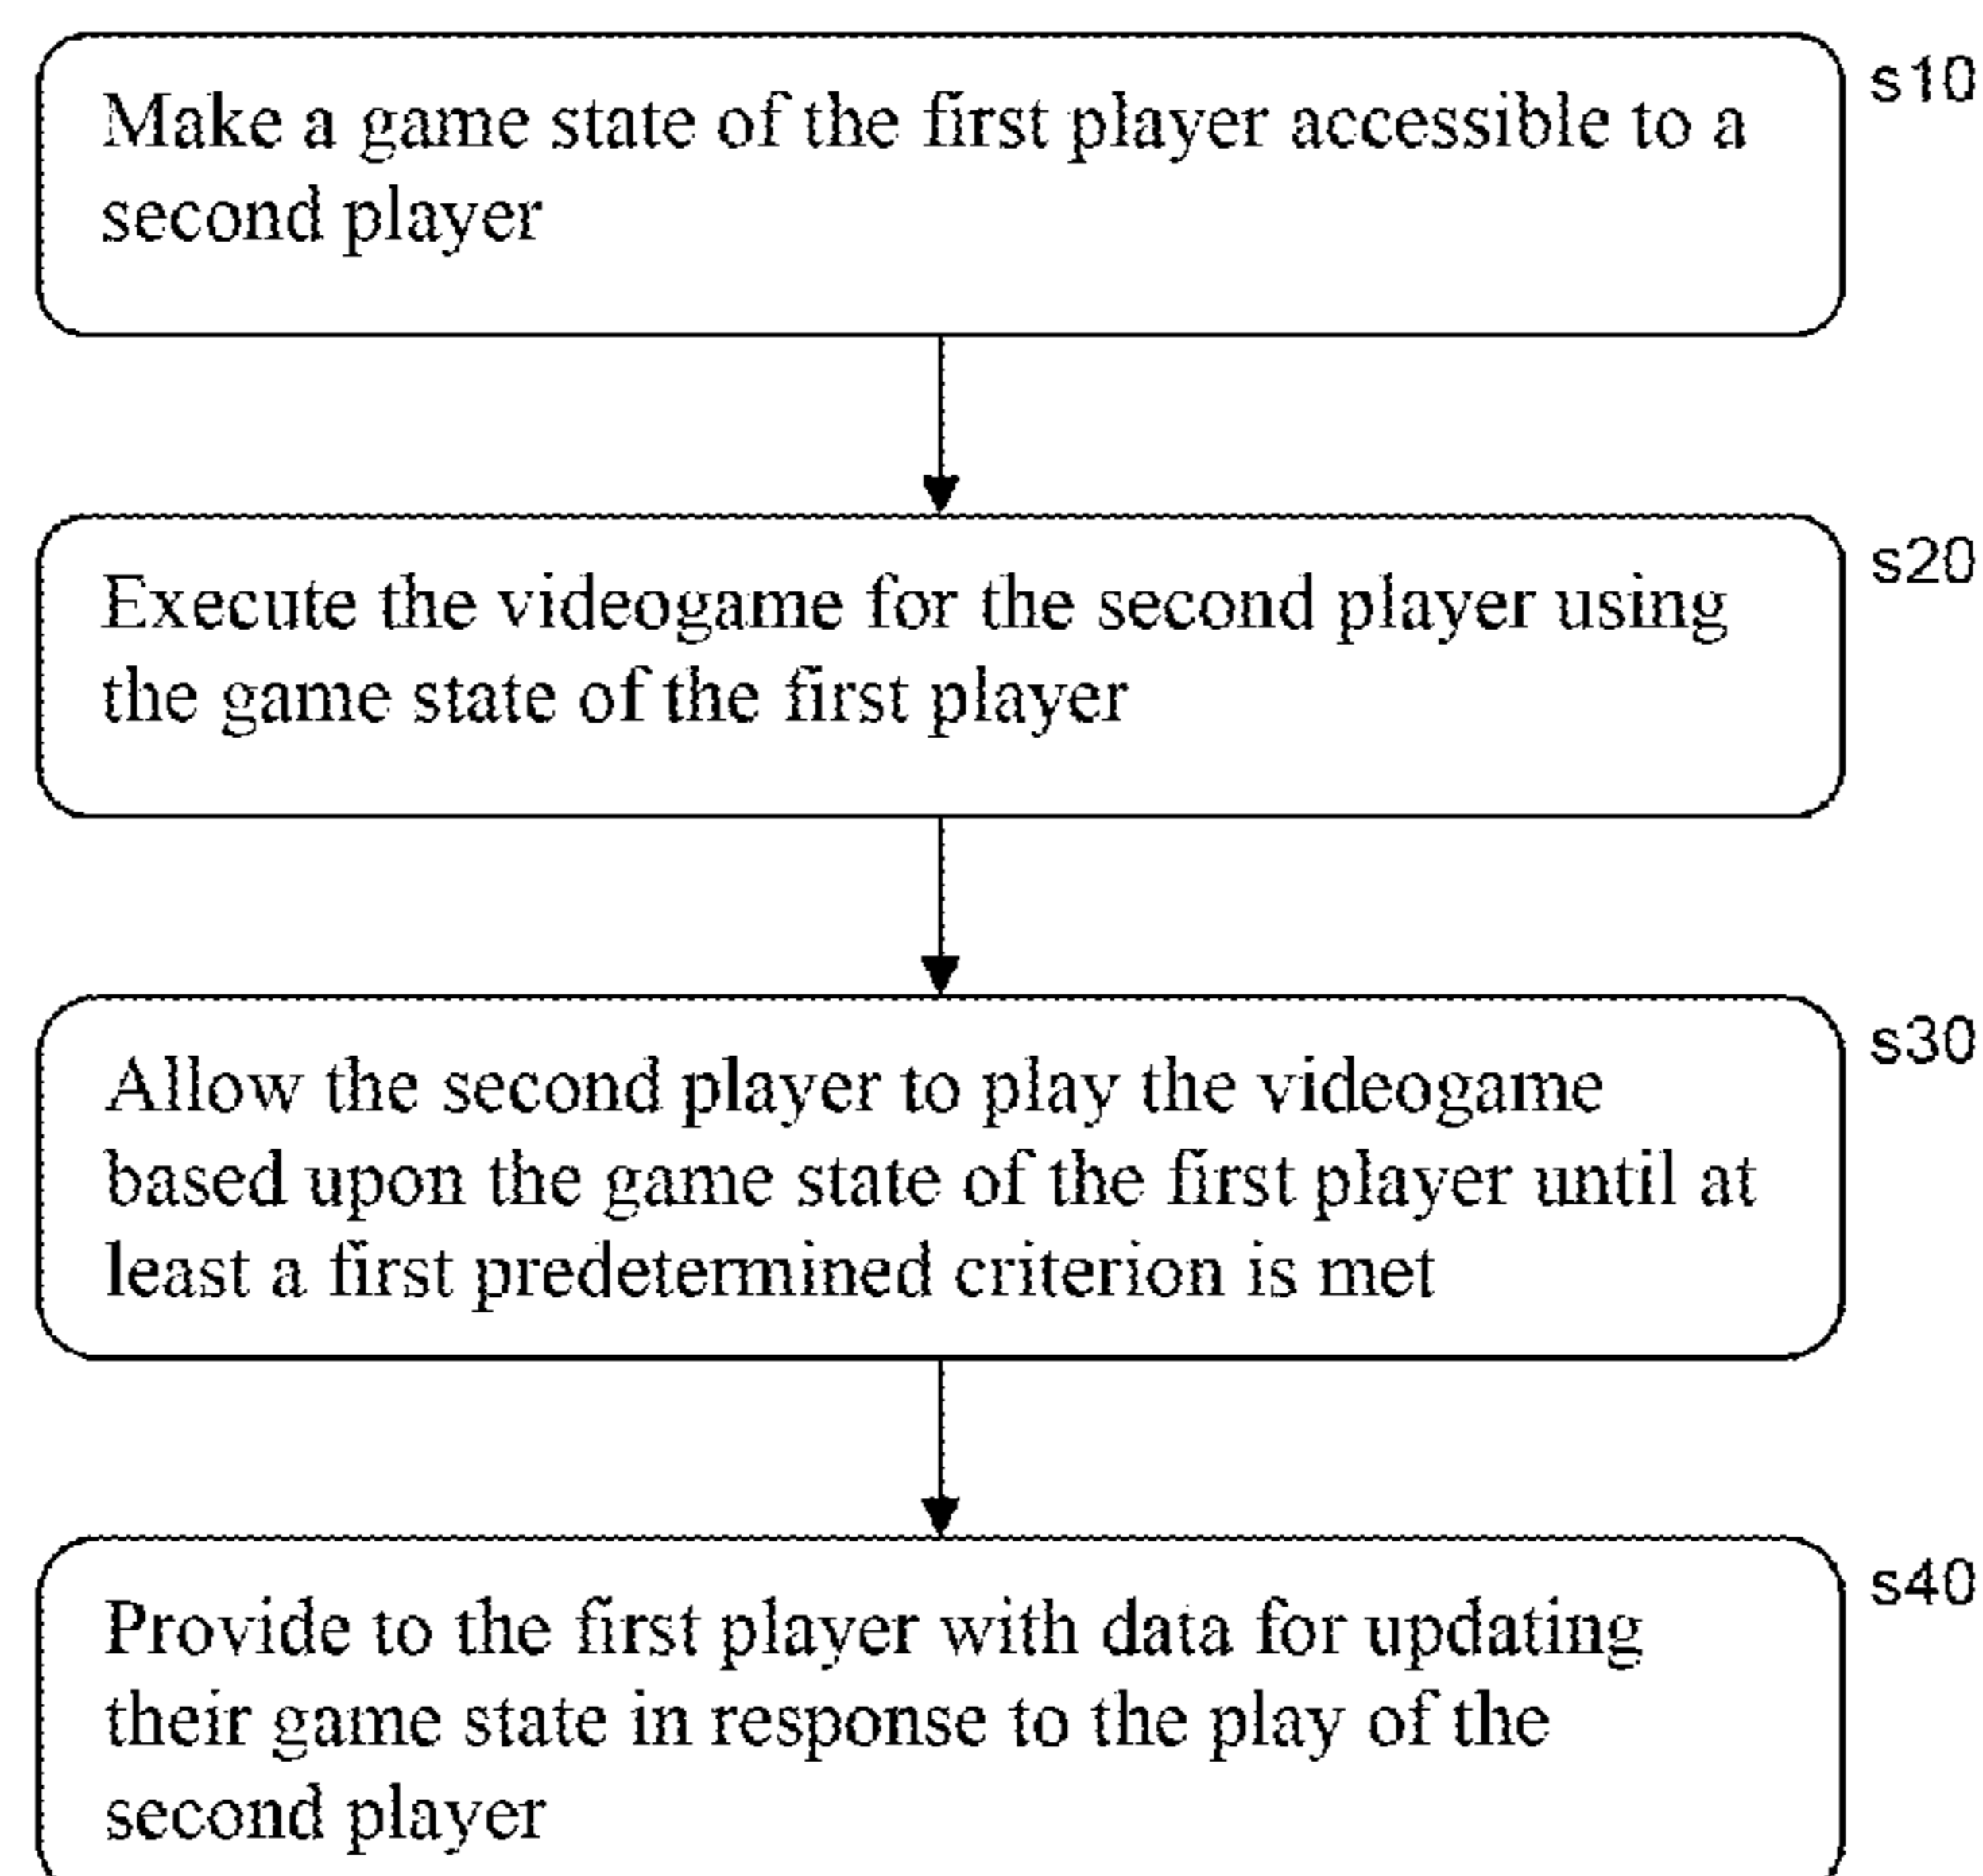 Make a game state of the first player accessible to a
second player
s10
Execute the videogame for the second player using
the game state of the first player
s20
Allow the second player to play the videogame
based upon the game state of the first player until at
least a first predetermined criterion is met
s30
Provide to the first player with data for updating
their game state in response to the play of the
second player
s40